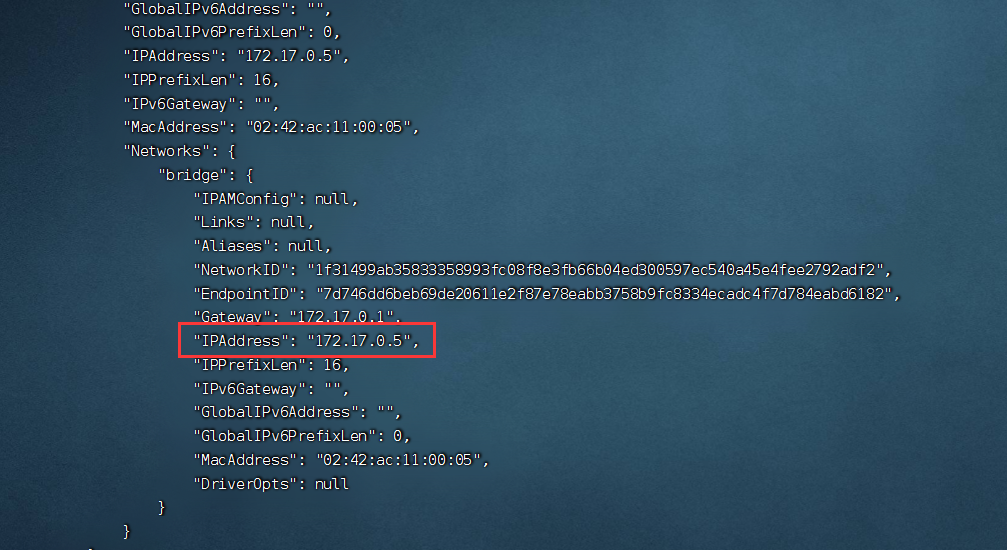 "GlobalIPv6Address": "",
"GlobalIPv6PrefixLen": 0,
"IPAddress": "172.17.0.5",
"IPPrefixLen": 16,
"IPv6Gateway": "",
"MacAddress": "02:42:ac:11:00:05",
"Networks": {
"bridge": {
"IPAMConfig": null,
"Links": null,
"Aliases": null,
"NetworkID": "1f31499ab35833358993fc08f8e3fb66b04ed300597ec540a45e4fee2792adf2",
"EndpointID": "7d746dd6beb69de20611e2f87e78eabb3758b9fc8334ecadc4f7d784eabd6182",
"Gateway": "172.17.0.1",
"IPAddress": "172.17.0.5",
"IPPrefixLen": 16,
"IPv6Gateway": "",
"GlobalIPv6Address": "",
"GlobalIPv6PrefixLen": 0,
"MacAddress": "02:42:ac:11:00:05",
"DriverOpts": null
}
}